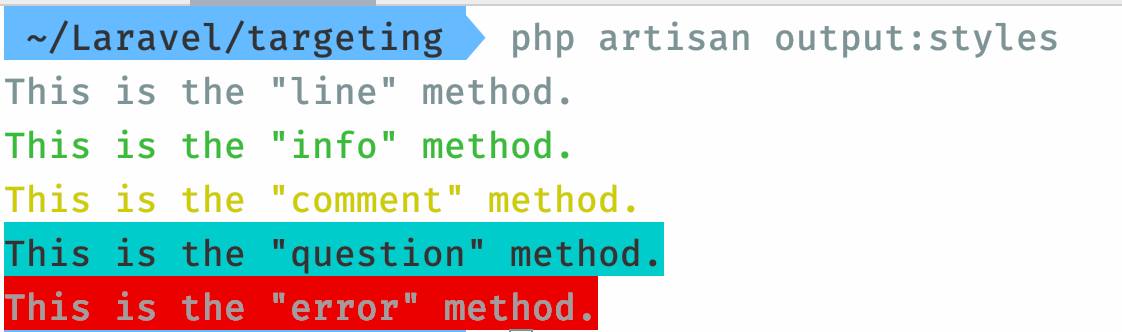 ~/Laravel/targeting php artisan output:styles
This is the "line" method.
This is the "info" method.
This is the "comment" method.
This is the "question" method.
This is the "error" method.